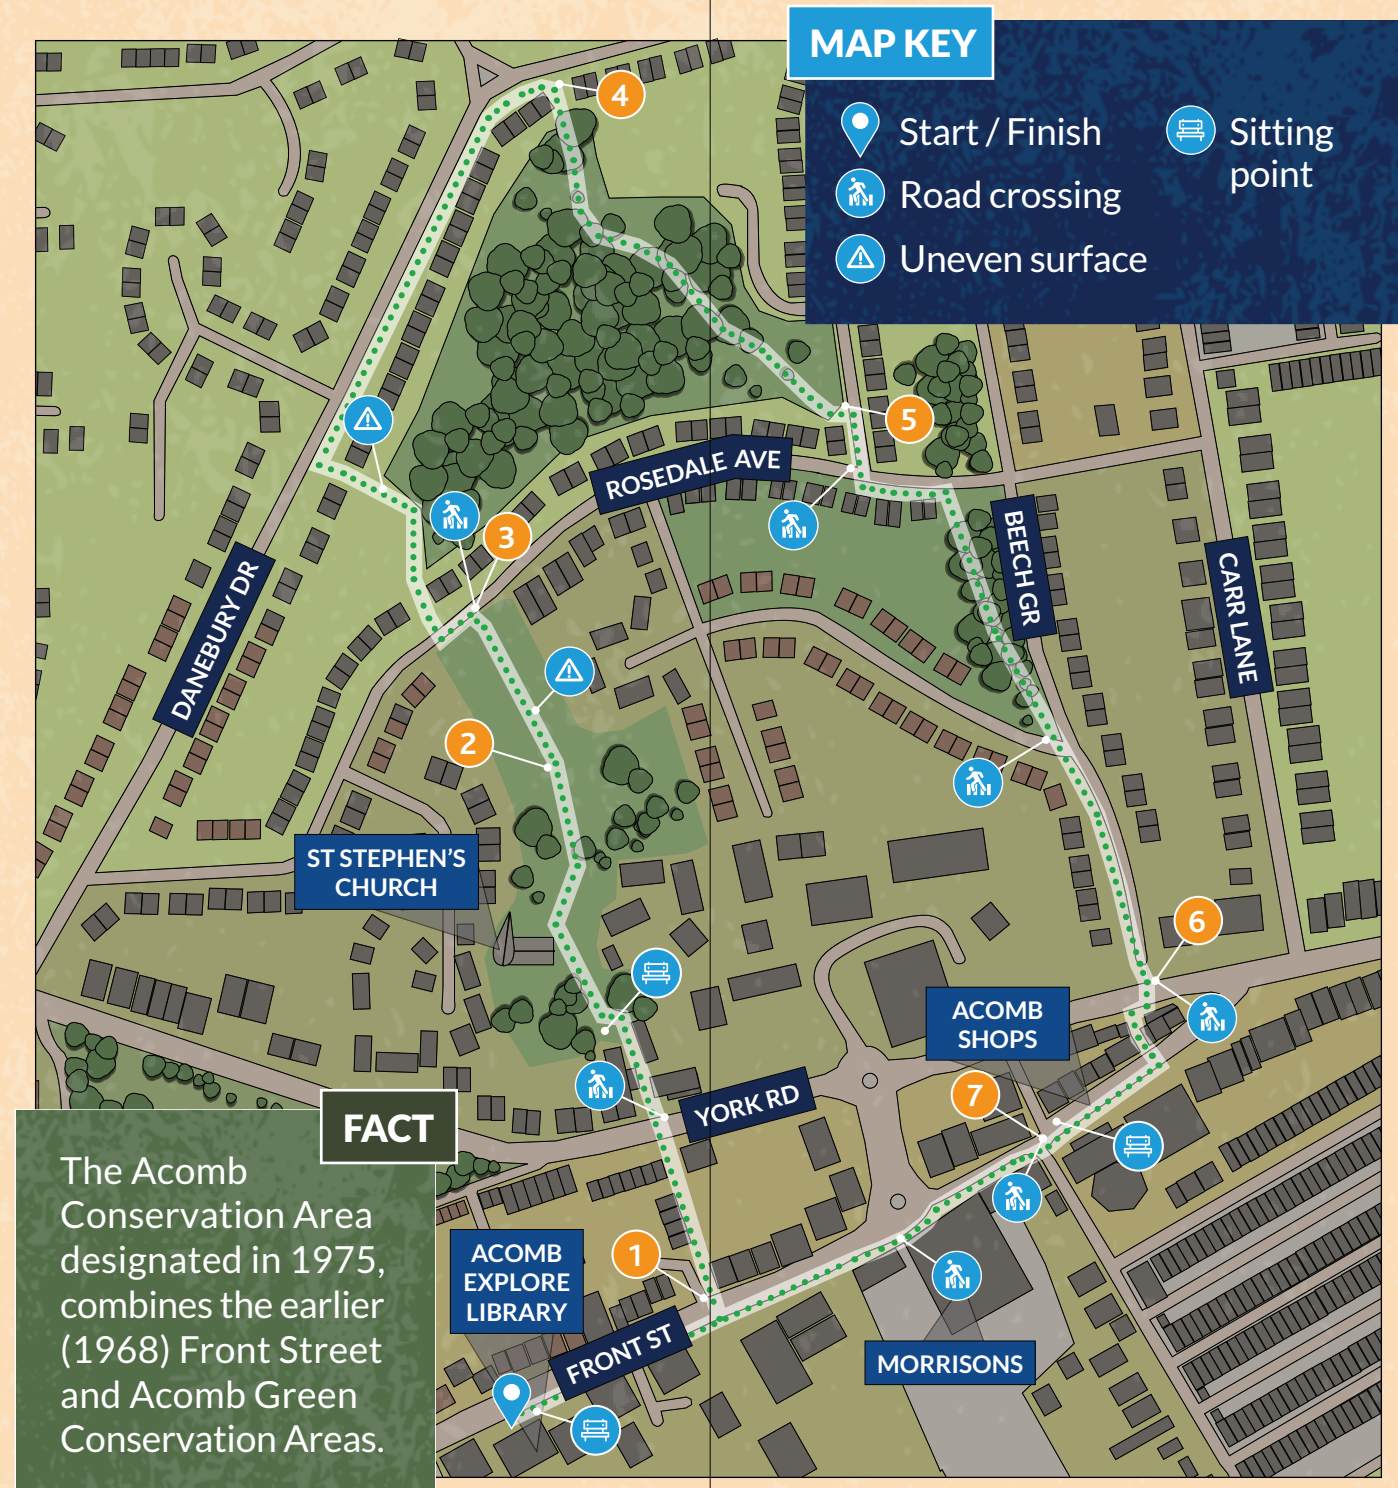 MAP KEY
Start / Finish
Sitting
point
Road crossing
Uneven surface
4
5
ROSEDALE AVE
3
BEECH GR
CARR LANE
DANEBURY DR
2
ST STEPHEN'S
CHURCH
6
ACOMB
SHOPS
7
YORK RD
FACT
The Acomb
Conservation Area
designated in 1975,
combines the earlier
(1968) Front Street
and Acomb Green
Conservation Areas.
1
ACOMB
EXPLORE
LIBRARY
FRONT ST
MORRISONS